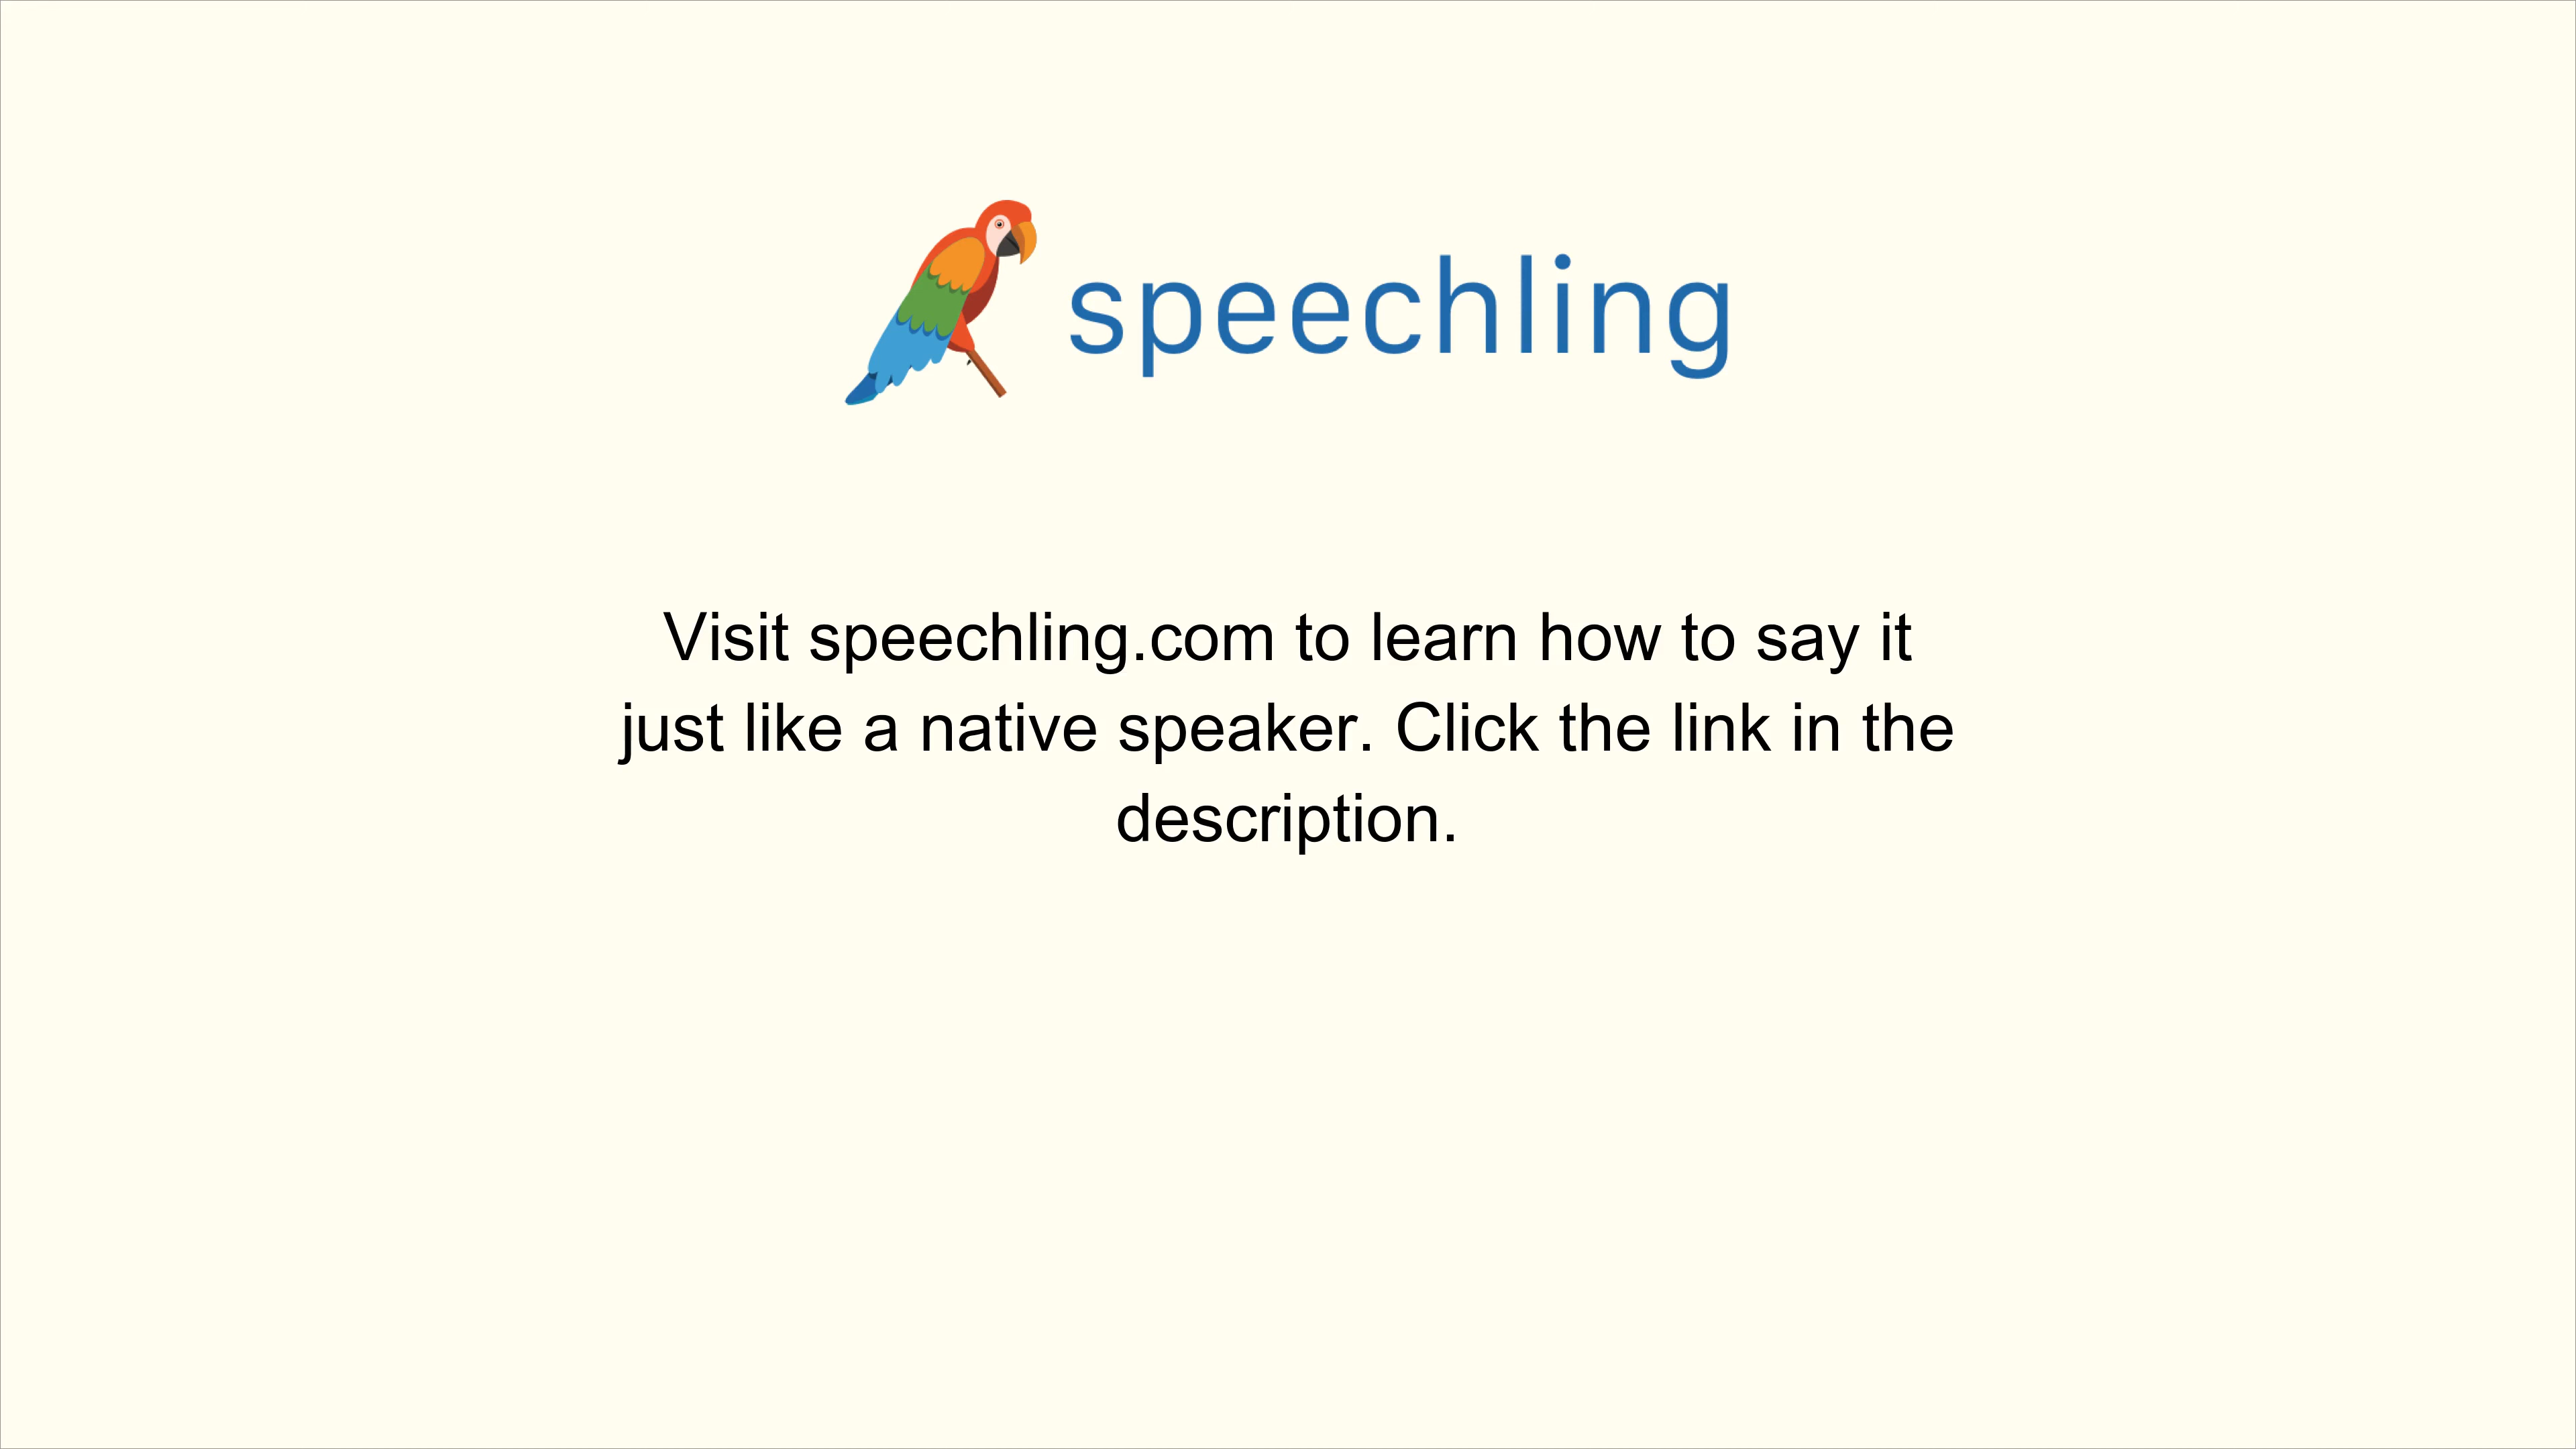 speechling
Visit speechling.com to learn how to say it
just like a native speaker. Click the link in the
description.